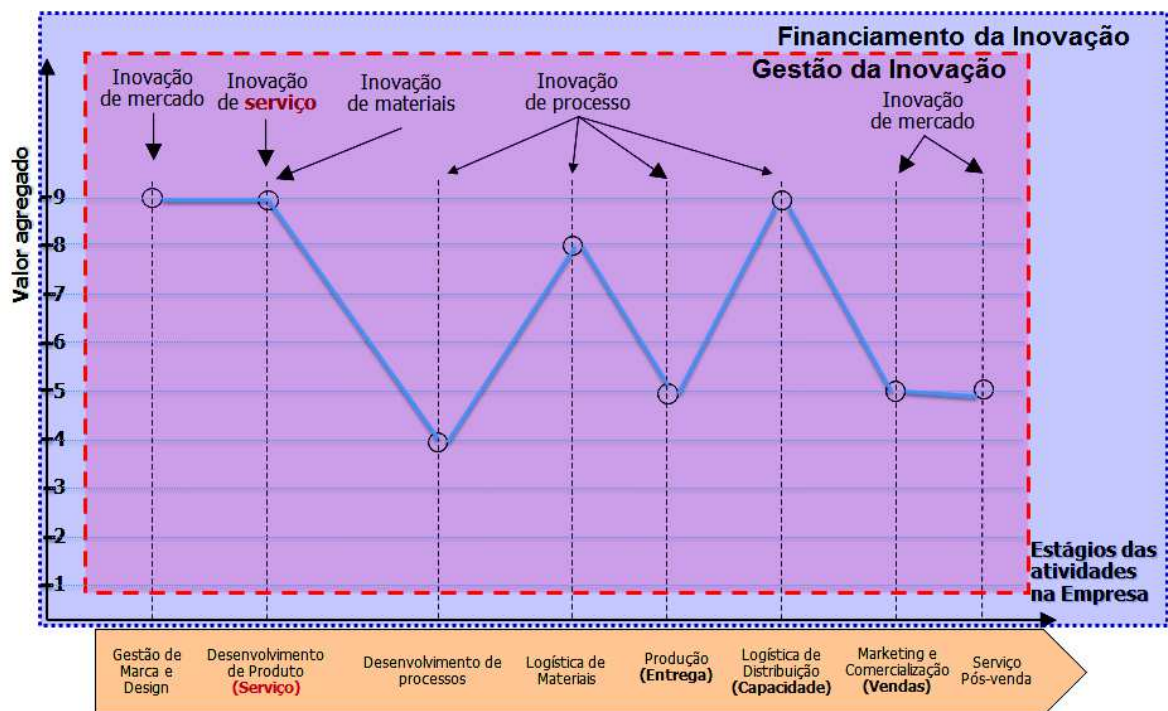 Financiamento da Inovação
Gestão da Inovação
Inovação
de mercado
Inovação
de serviço
Inovação
de materiais
Inovação
de processo
Inovação
de mercado
Valor agregado
9
8
7
6
5
4
3
2
1
Estágios das
atividades
na Empresa
Gestão de
Marca e
Design
Desenvolvimento
de Produto
(Serviço)
Desenvolvimento de
processos
Logística de
Materiais
Produção
(Entrega)
Logística de
Distribuição
(Capacidade)
Marketing e
Comercialização
(Vendas)
Serviço
Pós-venda